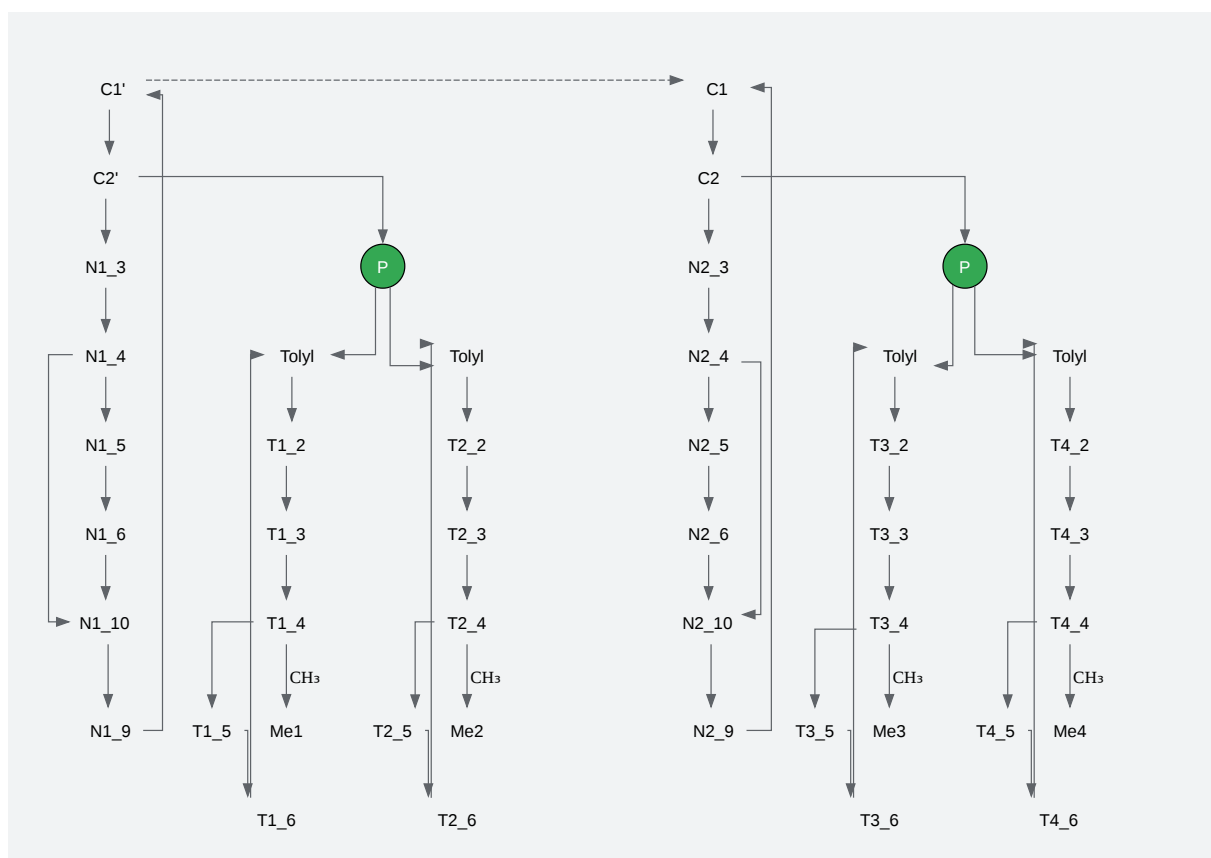 C1' C1
C2' C2
N1_3 P N2_3 P
N1_4 Tolyl Tolyl N2_4 Tolyl Tolyl
N1_5 T1_2 T2_2 N2_5 T3_2 T4_2
N1_6 T1_3 T2_3 N2_6 T3_3 T4_3
N1_10 T1_4 T2_4 N2_10 T3_4 T4_4
CH₃ CH₃ CH₃ CH₃
N1_9 T1_5 Me1 T2_5 Me2 N2_9 T3_5 Me3 T4_5 Me4
T1_6 T2_6 T3_6 T4_6